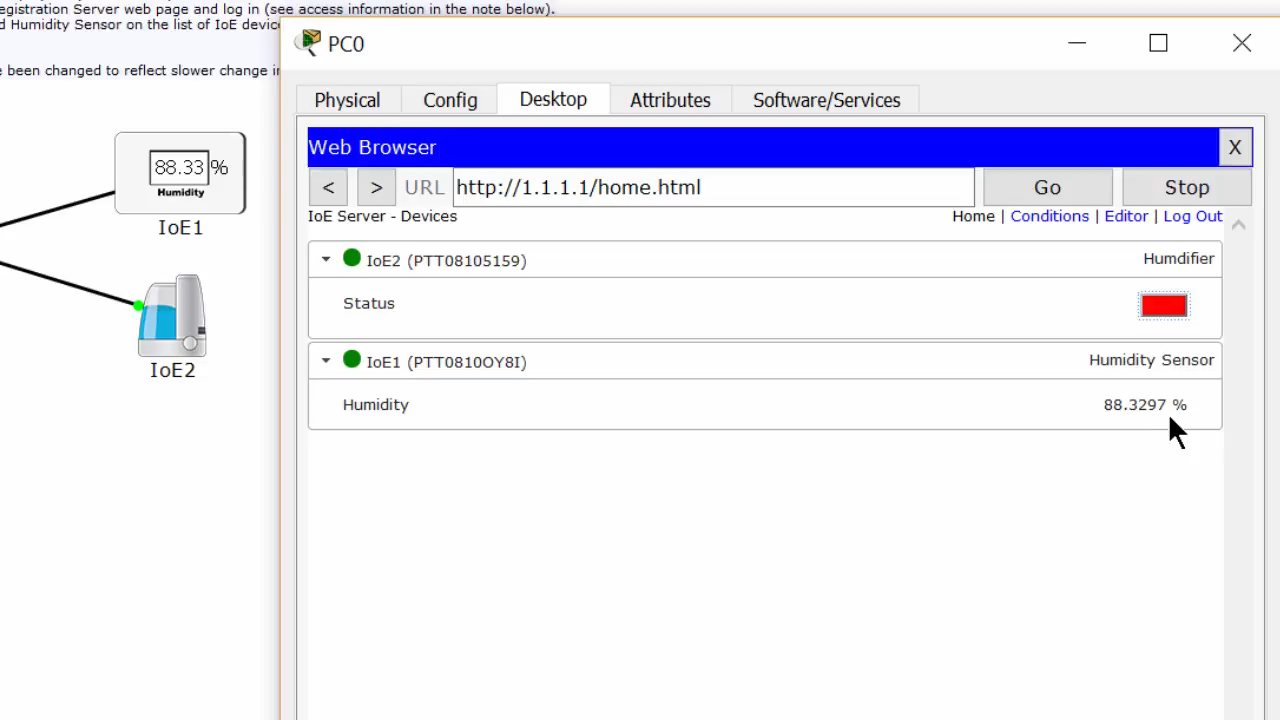 egistration Server web page and log in (see access information in the note below).
d Humidity Sensor on the list of IoE device
e been changed to reflect slower change in
PC0
Physical Config Desktop Attributes Software/Services
Web Browser X
< > URL http://1.1.1.1/home.html Go Stop
IoE Server - Devices Home | Conditions | Editor | Log Out
IoE2 (PTT08105159) Humdifier
Status
IoE1 (PTT0810OY8I) Humidity Sensor
Humidity 88.3297 %
88.33 %
Humidity
IoE1
IoE2